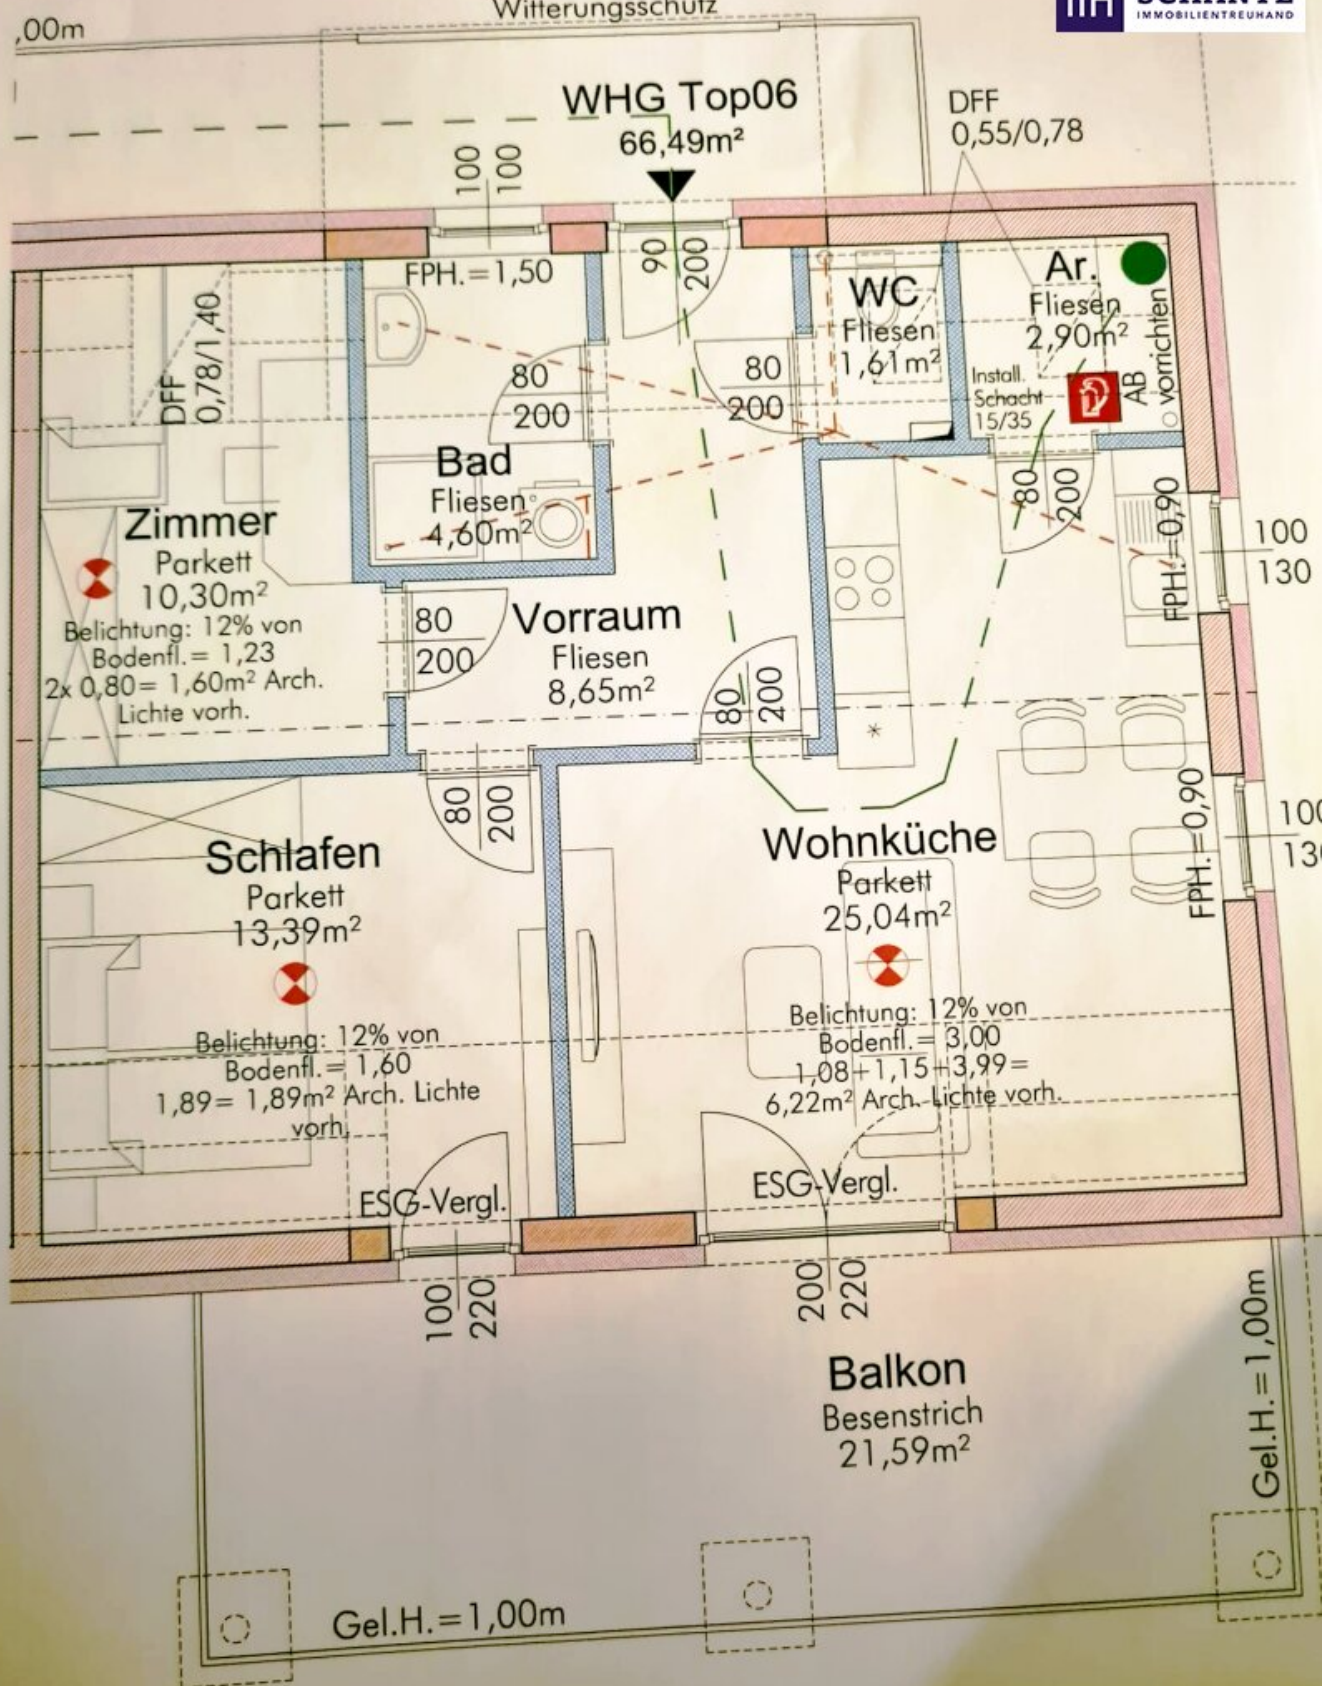 Witterungsschutz
,00m
IMMOBILIENTREUHAND
WHG Top06
66,49m²
DFF
0,55/0,78
100
100
90
200
FPH.=1,50
DFF
0,78/1,40
80
200
80
200
WC
Fliesen
1,61m²
Ar.
Fliesen
2,90m²
Install.
Schacht
15/35
AB
vorrichten
Bad
Fliesen
4,60m²
80
200
FPH.=0,90
100
130
Zimmer
Parkett
10,30m²
Belichtung: 12% von
Bodenfl.= 1,23
2x 0,80= 1,60m² Arch.
Lichte vorh.
80
200
Vorraum
Fliesen
8,65m²
80
200
80
200
FPH.=0,90
Schlafen
Parkett
13,39m²
Belichtung: 12% von
Bodenfl.= 1,60
1,89= 1,89m² Arch. Lichte
vorh.
Wohnküche
Parkett
25,04m²
Belichtung: 12% von
Bodenfl.= 3,00
1,08+1,15+3,99=
6,22m² Arch. Lichte vorh.
ESG-Vergl.
ESG-Vergl.
100
220
200
220
Balkon
Besenstrich
21,59m²
Gel.H.=1,00m
Gel.H.=1,00m